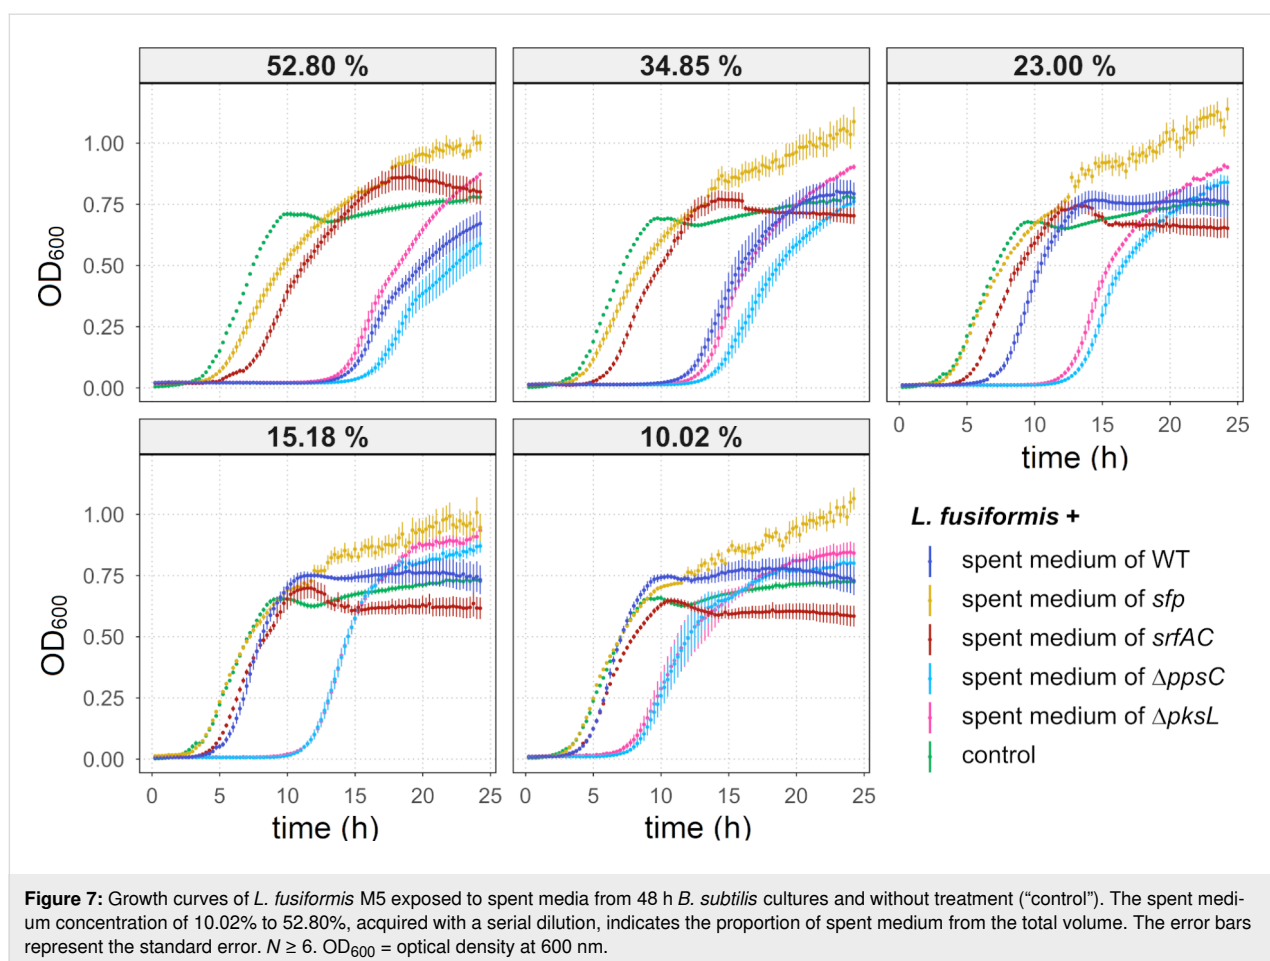 52.80 %
34.85 %
23.00 %
OD600
1.00
0.75
0.50
0.25
0.00
0 5 10 15 20 25
time (h)
15.18 %
10.02 %
OD600
1.00
0.75
0.50
0.25
0.00
0 5 10 15 20 25
time (h)
0 5 10 15 20 25
time (h)
L. fusiformis +
spent medium of WT
spent medium of sfp
spent medium of srfAC
spent medium of ΔppsC
spent medium of ΔpksL
control
Figure 7: Growth curves of L. fusiformis M5 exposed to spent media from 48 h B. subtilis cultures and without treatment (“control”). The spent medi-
um concentration of 10.02% to 52.80%, acquired with a serial dilution, indicates the proportion of spent medium from the total volume. The error bars
represent the standard error. N ≥ 6. OD600 = optical density at 600 nm.